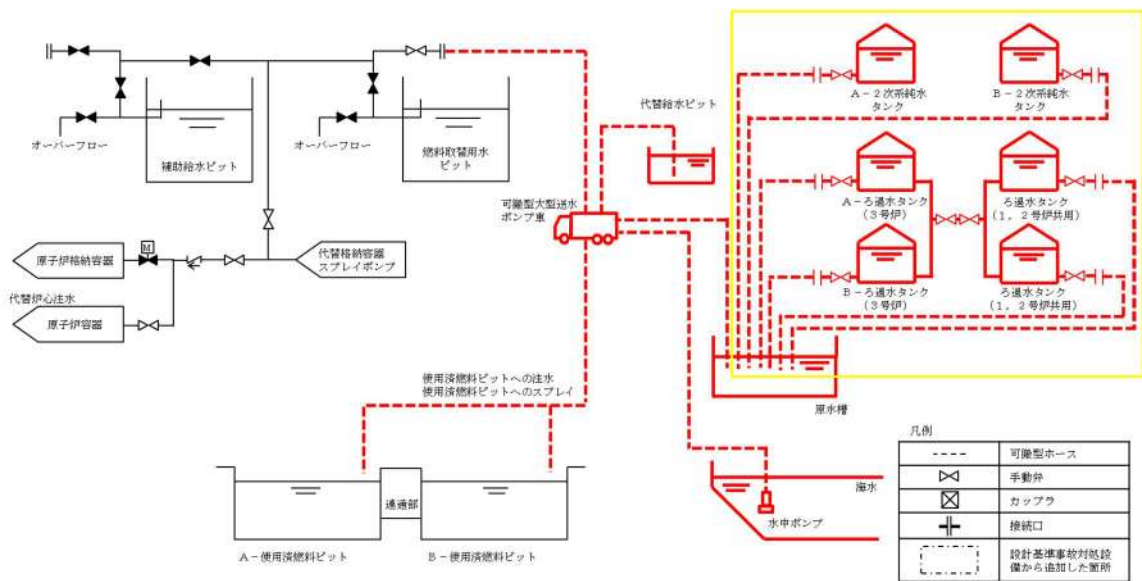 オーバーフロー
補助給水ピット
オーバーフロー
燃料取替用水
ピット
代替給水ピット
可搬型大型送水
ポンプ車
A－2次系純水
タンク
B－2次系純水
タンク
A－ろ過水タンク
（3号炉）
ろ過水タンク
（1，2号炉共用）
B－ろ過水タンク
（3号炉）
ろ過水タンク
（1，2号炉共用）
原子炉格納容器
M
代替格納容器
スプレイポンプ
代替炉心注水
原子炉容器
使用済燃料ピットへの注水
使用済燃料ピットへのスプレイ
原水槽
連通部
A－使用済燃料ピット
B－使用済燃料ピット
海水
水中ポンプ
凡例
可搬型ホース
手動弁
カップラ
接続口
設計基準事故対処設
備から追加した箇所